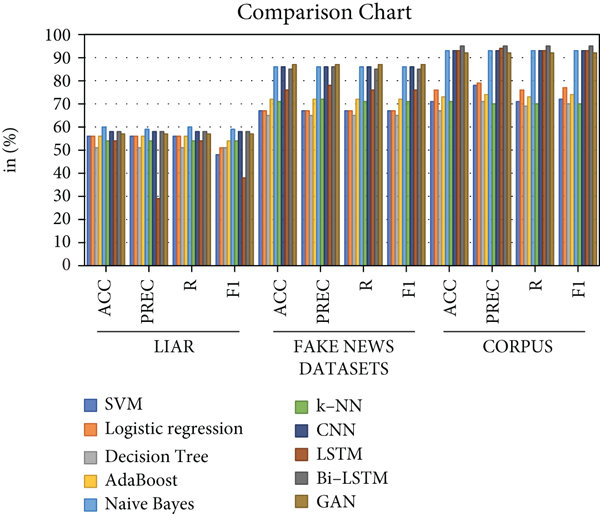 Comparison Chart
in (%)
100
90
80
70
60
50
40
30
20
10
0
ACC
PREC
R
F1
ACC
PREC
R
F1
ACC
PREC
R
F1
LIAR
FAKE NEWS
DATASETS
CORPUS
SVM
Logistic regression
Decision Tree
AdaBoost
Naive Bayes
k–NN
CNN
LSTM
Bi–LSTM
GAN